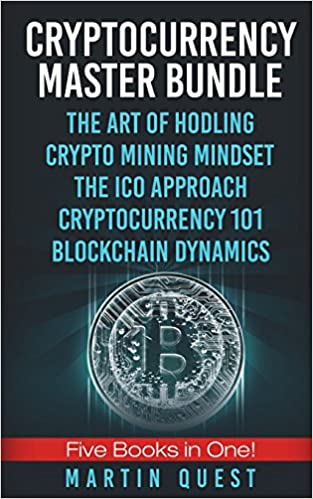 CRYPTOCURRENCY
MASTER BUNDLE
THE ART OF HODLING
CRYPTO MINING MINDSET
THE ICO APPROACH
CRYPTOCURRENCY 101
BLOCKCHAIN DYNAMICS
Five Books in One!
MARTIN QUEST